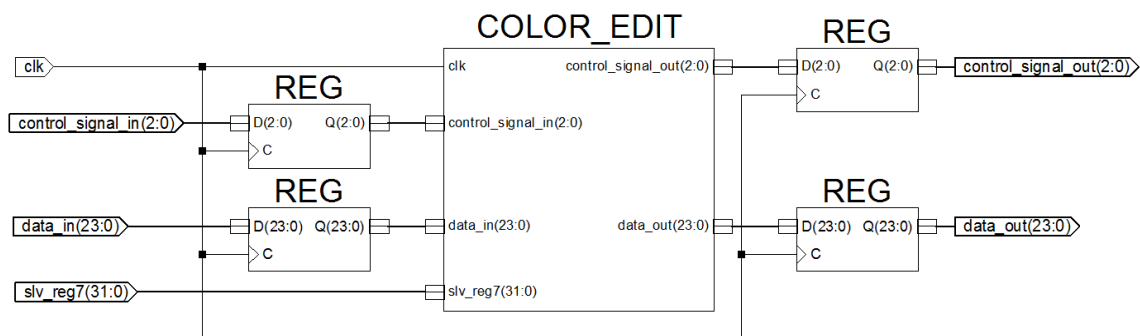 COLOR_EDIT
REG
clk
clk
control_signal_out(2:0)
D(2:0) Q(2:0)
control_signal_out(2:0)
C
REG
control_signal_in(2:0)
D(2:0) Q(2:0)
control_signal_in(2:0)
C
REG
REG
data_in(23:0)
D(23:0) Q(23:0)
data_in(23:0)
data_out(23:0)
D(23:0) Q(23:0)
data_out(23:0)
C
C
slv_reg7(31:0)
slv_reg7(31:0)